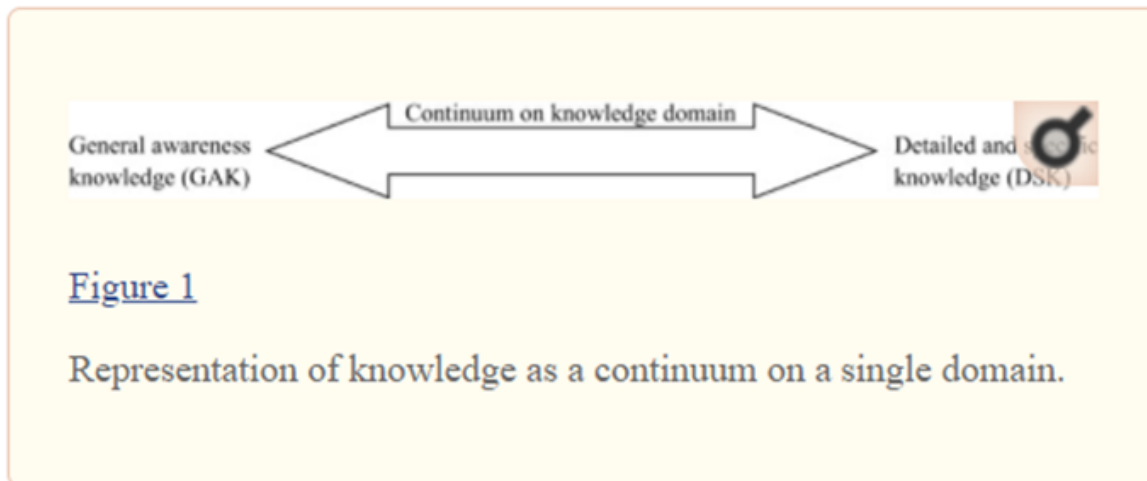 Continuum on knowledge domain
General awareness
knowledge (GAK)
Detailed and specific
knowledge (DSK)
Figure 1
Representation of knowledge as a continuum on a single domain.